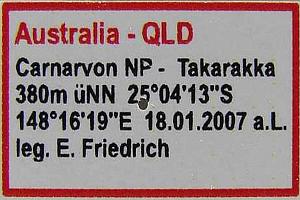 Australia - QLD
Carnarvon NP - Takarakka
380m üNN 25°04'13"S
148°16'19"E 18.01.2007 a.L.
leg. E. Friedrich